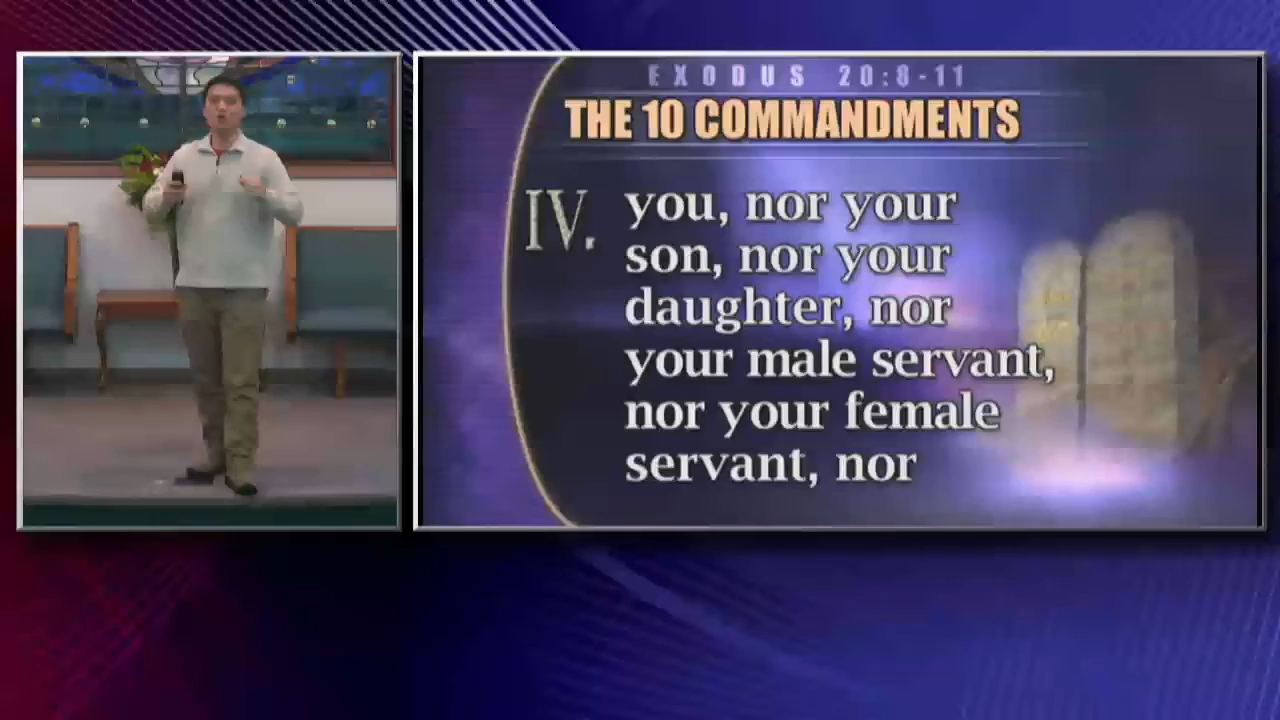 EXODUS 20:8-11
THE 10 COMMANDMENTS
IV. you, nor your
son, nor your
daughter, nor
your male servant,
nor your female
servant, nor